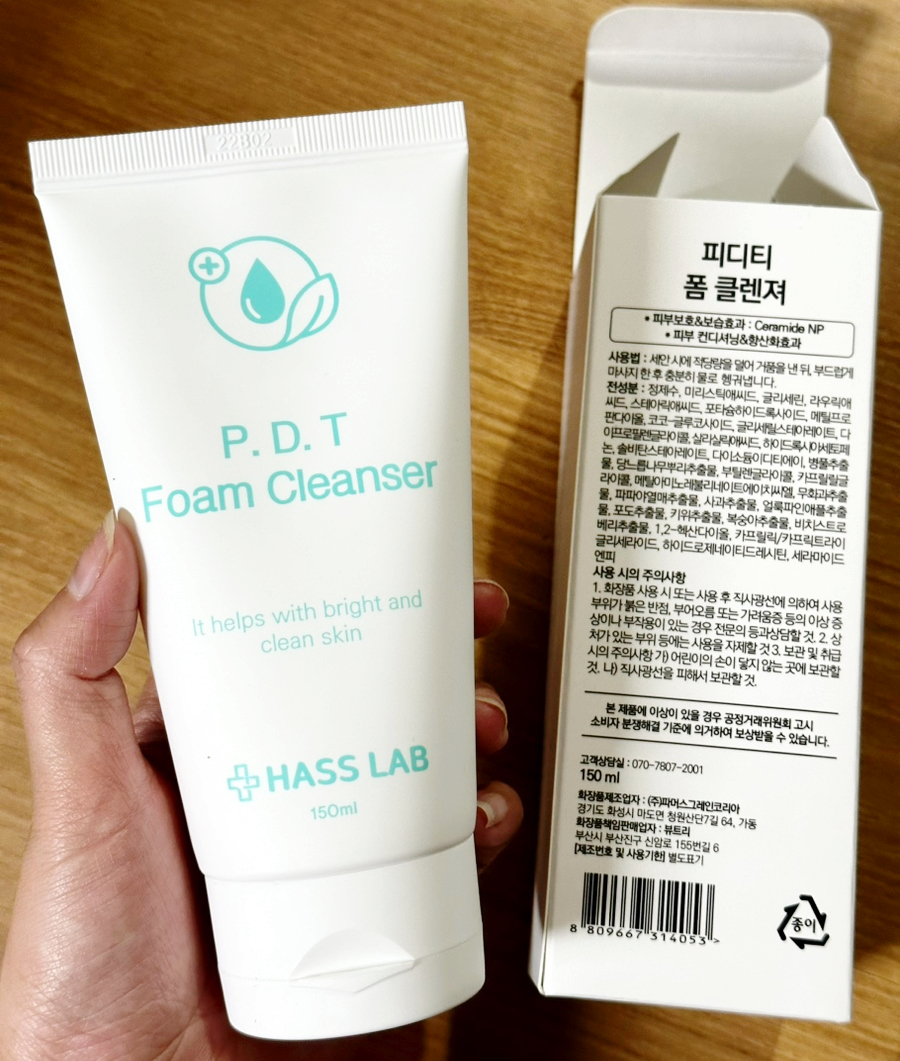 22802
P. D. T
Foam Cleanser
It helps with bright and
clean skin
HASS LAB
150ml
피디티
폼 클렌져
• 피부보호&보습효과 : Ceramide NP
• 피부 컨디셔닝&항산화효과
사용법 : 세안 시에 적당량을 덜어 거품을 낸 뒤, 부드럽게
마사지 한 후 충분히 물로 헹궈냅니다.
전성분 : 정제수, 미리스틱애씨드, 글리세린, 라우릭애
씨드, 스테아릭애씨드, 포타슘하이드록사이드, 메틸프로
판다이올, 코코-글루코사이드, 글리세릴스테아레이트, 다
이프로필렌글라이콜, 살리실릭애씨드, 하이드록시아세토페
논, 솔비탄스테아레이트, 다이소듐이디티에이, 병풀추출
물, 당느릅나무뿌리추출물, 부틸렌글라이콜, 카프릴릴글
라이콜, 메틸아미노레불리네이트에이치씨엘, 무화과추출
물, 파파야열매추출물, 사과추출물, 얼룩파인애플추출
물, 포도추출물, 키위추출물, 복숭아추출물, 비치스트로
베리추출물, 1,2-헥산다이올, 카프릴릭/카프릭트라이
글리세라이드, 하이드로제네이티드레시틴, 세라마이드
엔피
사용 시의 주의사항
1. 화장품 사용 시 또는 사용 후 직사광선에 의하여 사용
부위가 붉은 반점, 부어오름 또는 가려움증 등의 이상 증
상이나 부작용이 있는 경우 전문의 등과상담할 것. 2. 상
처가 있는 부위 등에는 사용을 자제할 것 3. 보관 및 취급
시의 주의사항 가) 어린이의 손이 닿지 않는 곳에 보관할
것. 나) 직사광선을 피해서 보관할 것.
본 제품에 이상이 있을 경우 공정거래위원회 고시
소비자 분쟁해결 기준에 의거하여 보상받을 수 있습니다.
고객상담실 : 070-7807-2001
150 ml
화장품제조업자 : (주)파머스그레인코리아
경기도 화성시 마도면 청원산단7길 64, 가동
화장품책임판매업자 : 뷰트리
부산시 부산진구 신암로 155번길 6
[제조번호 및 사용기한] 별도표기
8 809667 314053 >
종이